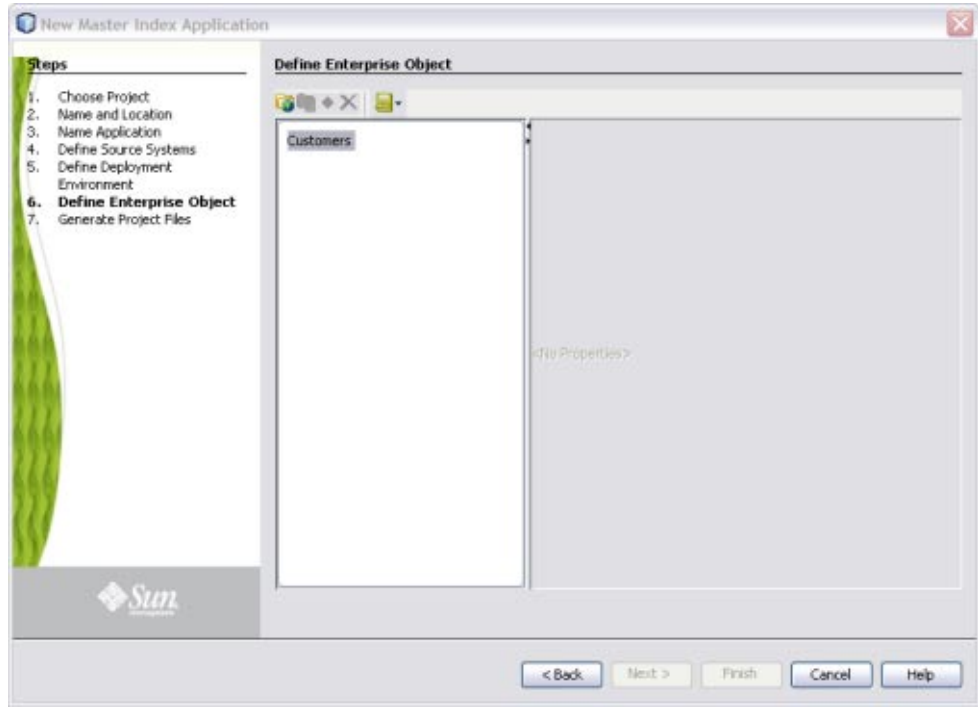 New Master Index Application
Steps
1. Choose Project
2. Name and Location
3. Name Application
4. Define Source Systems
5. Define Deployment
Environment
6. Define Enterprise Object
7. Generate Project Files
Define Enterprise Object
Customers
<No Properties>
Sun
< Back
Next >
Finish
Cancel
Help